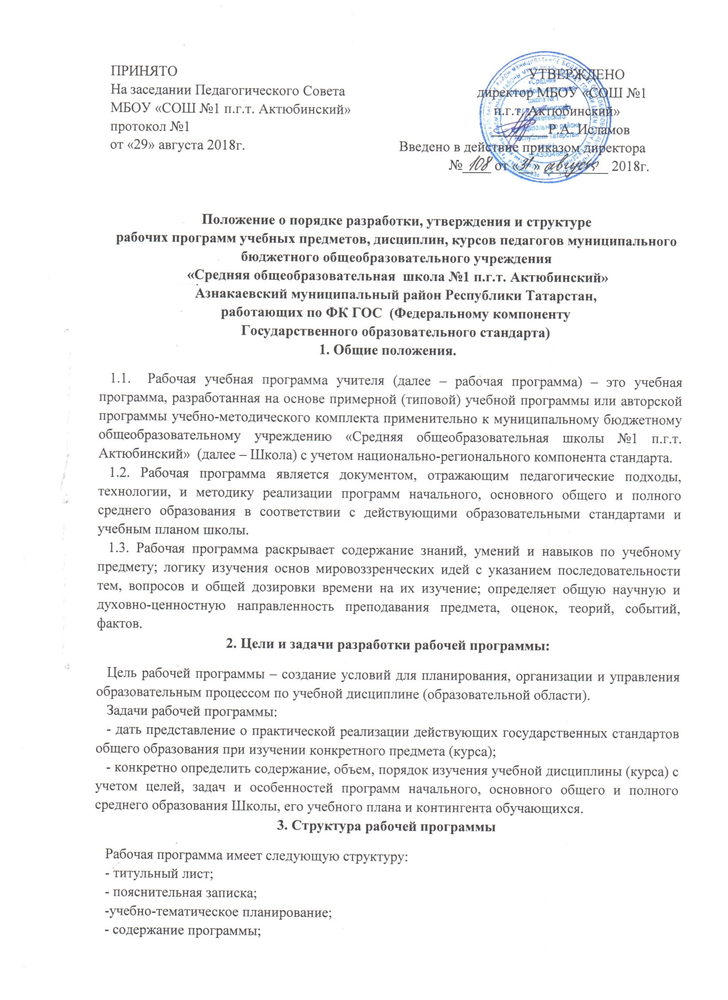 ПРИНЯТО
На заседании Педагогического Совета
МБОУ «СОШ №1 п.г.т. Актюбинский»
протокол №1
от «29» августа 2018г.
УТВЕРЖДЕНО
директор МБОУ «СОШ №1
п.г.т. Актюбинский»
Р.А. Исламов
Введено в действие приказом директора
№ 108 от «31» август 2018г.
«Средняя
общеобразовательная
школа № 1
п.г.т. Актюбинский»
Азнакаевского
муниципального района
Республики Татарстан
Положение о порядке разработки, утверждения и структуре
рабочих программ учебных предметов, дисциплин, курсов педагогов муниципального
бюджетного общеобразовательного учреждения
«Средняя общеобразовательная школа №1 п.г.т. Актюбинский»
Азнакаевский муниципальный район Республики Татарстан,
работающих по ФК ГОС (Федеральному компоненту
Государственного образовательного стандарта)
1. Общие положения.
1.1. Рабочая учебная программа учителя (далее – рабочая программа) – это учебная
программа, разработанная на основе примерной (типовой) учебной программы или авторской
программы учебно-методического комплекта применительно к муниципальному бюджетному
общеобразовательному учреждению «Средняя общеобразовательная школы №1 п.г.т.
Актюбинский» (далее – Школа) с учетом национально-регионального компонента стандарта.
1.2. Рабочая программа является документом, отражающим педагогические подходы,
технологии, и методику реализации программ начального, основного общего и полного
среднего образования в соответствии с действующими образовательными стандартами и
учебным планом школы.
1.3. Рабочая программа раскрывает содержание знаний, умений и навыков по учебному
предмету; логику изучения основ мировоззренческих идей с указанием последовательности
тем, вопросов и общей дозировки времени на их изучение; определяет общую научную и
духовно-ценностную направленность преподавания предмета, оценок, теорий, событий,
фактов.
2. Цели и задачи разработки рабочей программы:
Цель рабочей программы – создание условий для планирования, организации и управления
образовательным процессом по учебной дисциплине (образовательной области).
Задачи рабочей программы:
- дать представление о практической реализации действующих государственных стандартов
общего образования при изучении конкретного предмета (курса);
- конкретно определить содержание, объем, порядок изучения учебной дисциплины (курса) с
учетом целей, задач и особенностей программ начального, основного общего и полного
среднего образования Школы, его учебного плана и контингента обучающихся.
3. Структура рабочей программы
Рабочая программа имеет следующую структуру:
- титульный лист;
- пояснительная записка;
-учебно-тематическое планирование;
- содержание программы;